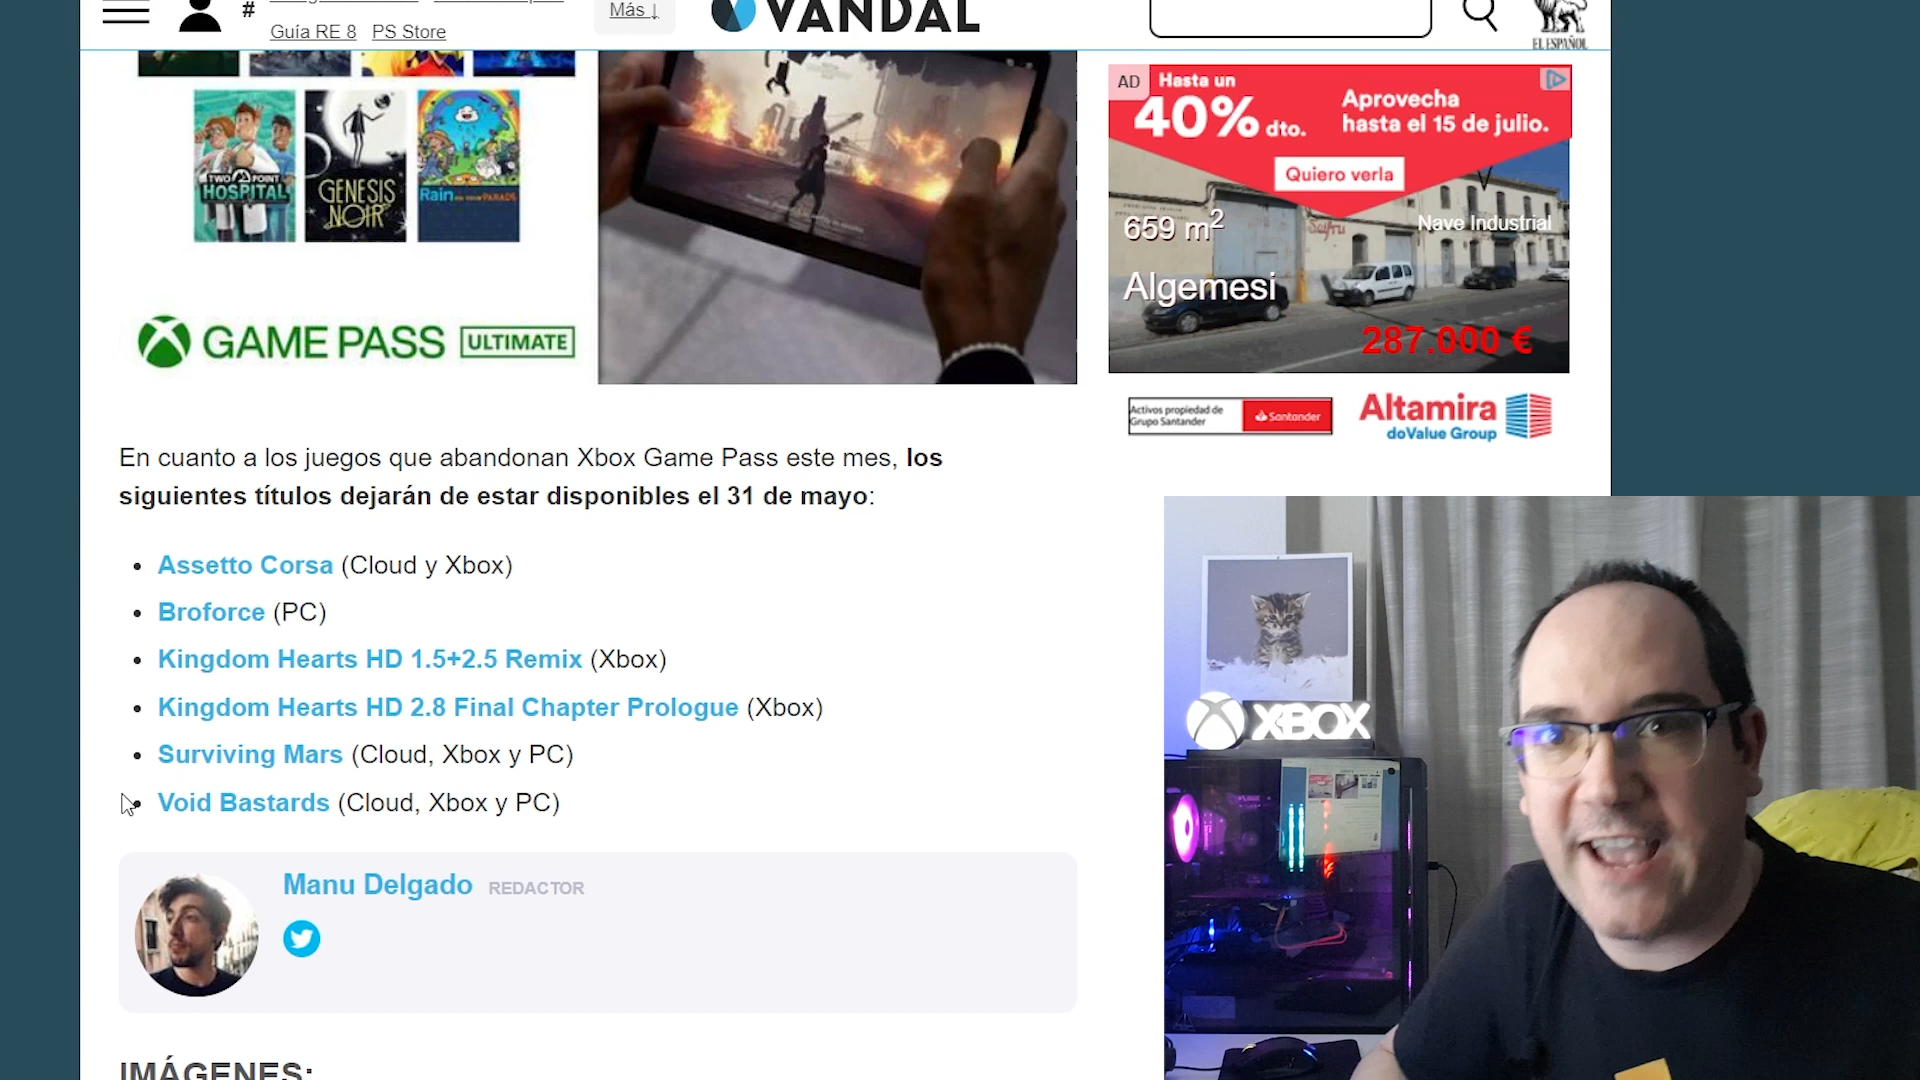 #
Guía RE 8 PS Store
Más ↓
VANDAL
EL ESPAÑOL
TWO POINT
HOSPITAL
GENESIS
NOIR
Rain ON YOUR PARADE
GAME PASS ULTIMATE
AD
Hasta un
40% dto.
Aprovecha
hasta el 15 de julio.
Quiero verla
659 m²
Nave Industrial
Algemesi
287.000 €
Activos propiedad de
Grupo Santander
Santander
Altamira
doValue Group
En cuanto a los juegos que abandonan Xbox Game Pass este mes, los
siguientes títulos dejarán de estar disponibles el 31 de mayo:
• Assetto Corsa (Cloud y Xbox)
• Broforce (PC)
• Kingdom Hearts HD 1.5+2.5 Remix (Xbox)
• Kingdom Hearts HD 2.8 Final Chapter Prologue (Xbox)
• Surviving Mars (Cloud, Xbox y PC)
• Void Bastards (Cloud, Xbox y PC)
Manu Delgado REDACTOR
IMÁGENES:
XBOX